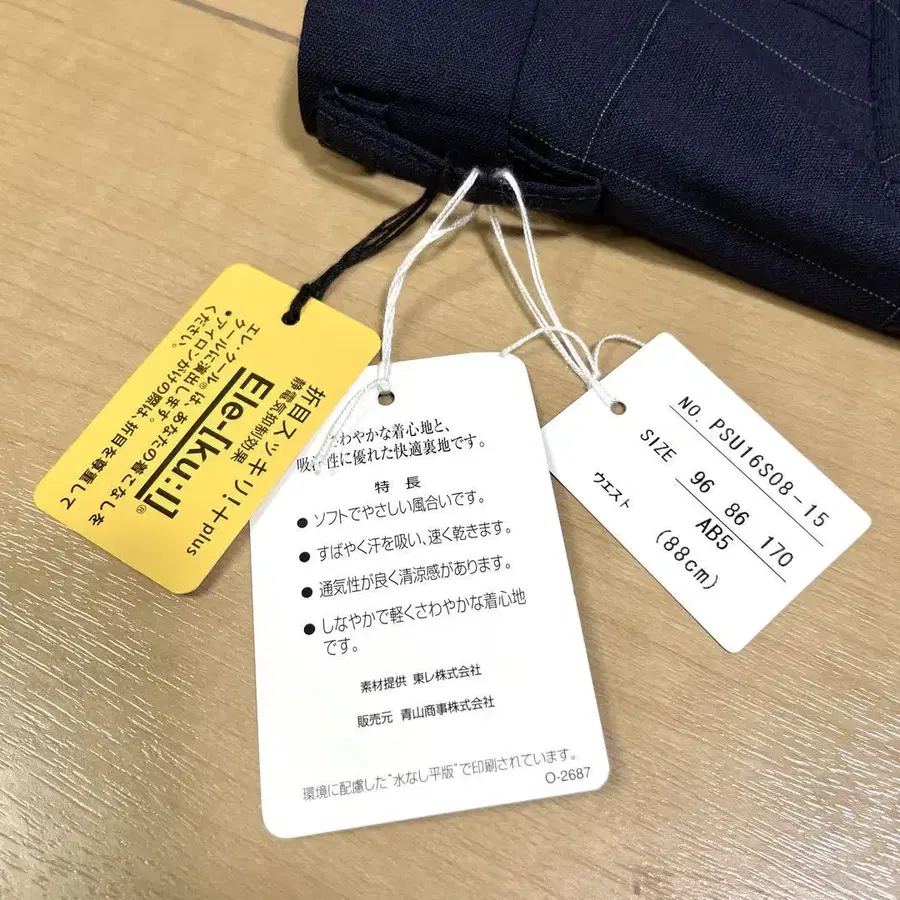 折目スッキリ!+plus
静電気抑制効果
Ele-[ku:l]®
エレ・クール®は、あなたの着こなしを
クールに演出します。
●アイロンがけの際は、折目を尊重して
ください。
さわやかな着心地と、
吸性に優れた快適裏地です。
特長
●ソフトでやさしい風合いです。
●すばやく汗を吸い、速く乾きます。
●通気性が良く清涼感があります。
●しなやかで軽くさわやかな着心地
です。
素材提供 東レ株式会社
販売元 青山商事株式会社
環境に配慮した“水なし平版”で印刷されています。
O-2687
NO. PSU16S08-15
SIZE 96 86 170
AB5
ウエスト (88cm)